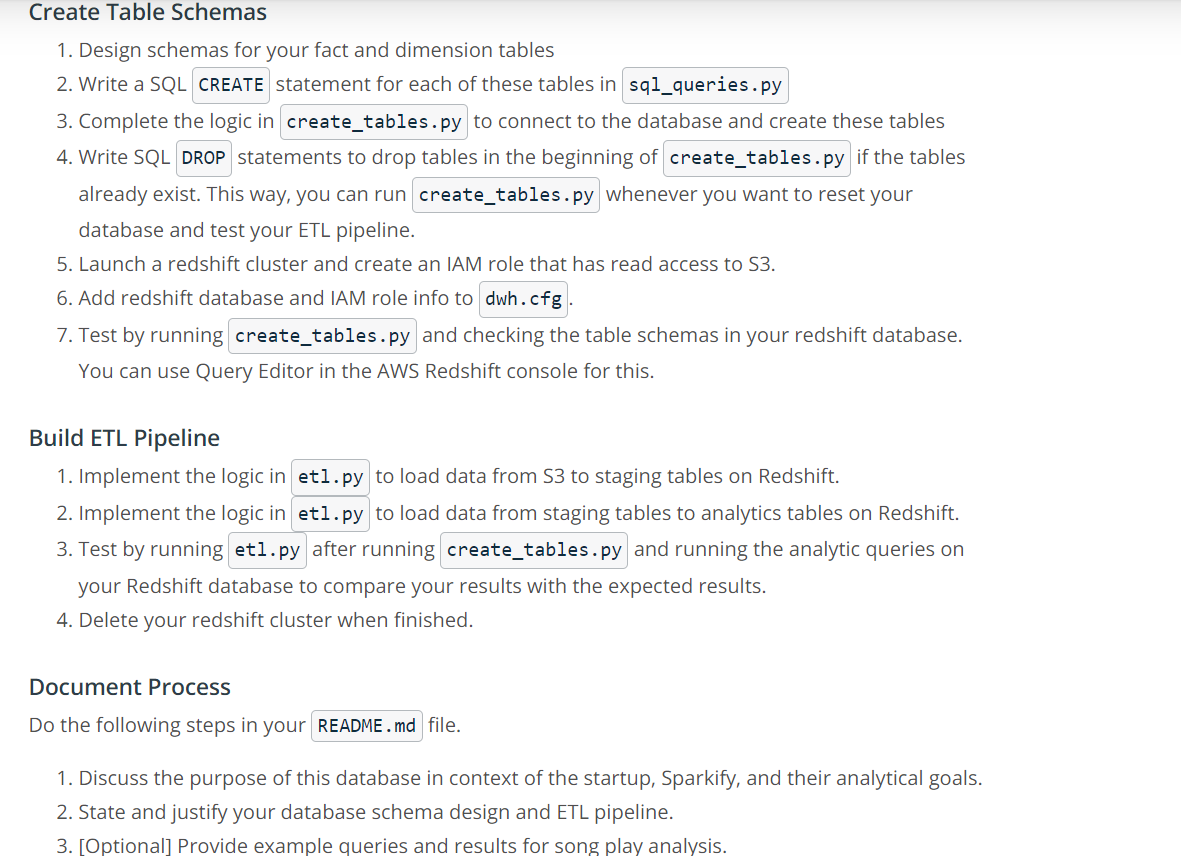 Create Table Schemas
1. Design schemas for your fact and dimension tables
2. Write a SQL CREATE statement for each of these tables in sql_queries.py
3. Complete the logic in create_tables.py to connect to the database and create these tables
4. Write SQL DROP statements to drop tables in the beginning of create_tables.py if the tables
already exist. This way, you can run create_tables.py whenever you want to reset your
database and test your ETL pipeline.
5. Launch a redshift cluster and create an IAM role that has read access to S3.
6. Add redshift database and IAM role info to dwh.cfg.
7. Test by running create_tables.py and checking the table schemas in your redshift database.
You can use Query Editor in the AWS Redshift console for this.
Build ETL Pipeline
1. Implement the logic in etl.py to load data from S3 to staging tables on Redshift.
2. Implement the logic in etl.py to load data from staging tables to analytics tables on Redshift.
3. Test by running etl.py after running create_tables.py and running the analytic queries on
your Redshift database to compare your results with the expected results.
4. Delete your redshift cluster when finished.
Document Process
Do the following steps in your README.md file.
1. Discuss the purpose of this database in context of the startup, Sparkify, and their analytical goals.
2. State and justify your database schema design and ETL pipeline.
3. [Optional] Provide example queries and results for song play analysis.